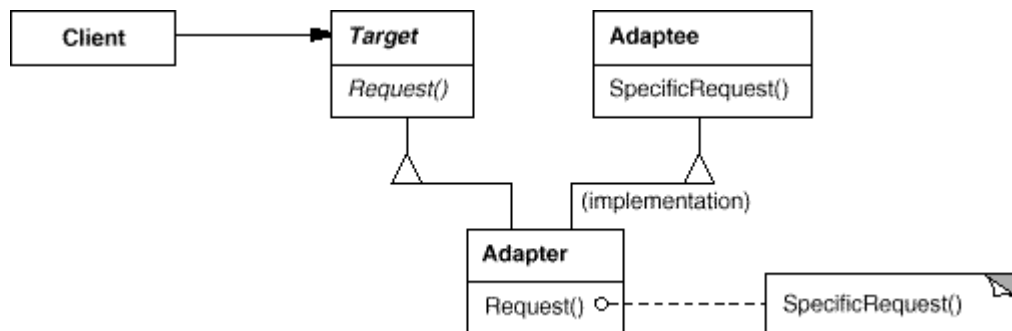 Client
Target
Request()
Adaptee
SpecificRequest()
(implementation)
Adapter
Request()
SpecificRequest()